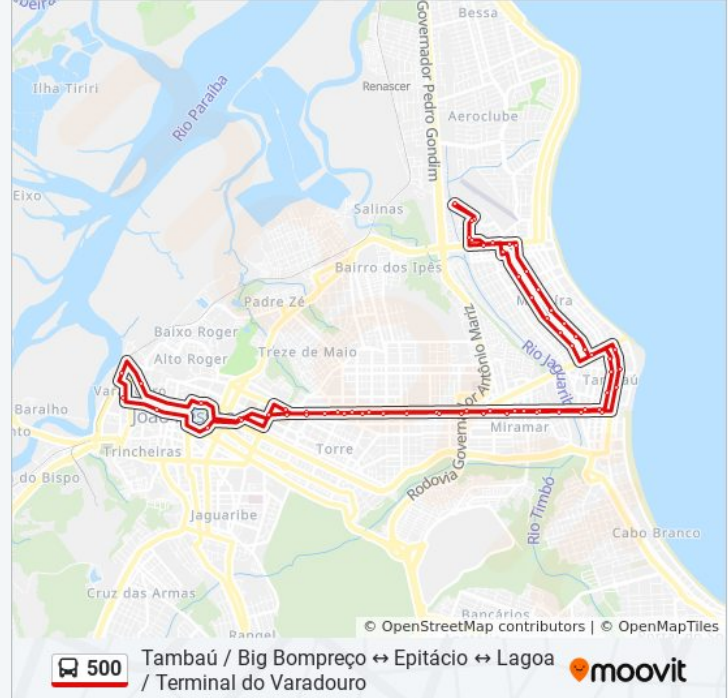 Bessa
Governador Pedro Gondim
Ilha Tiriri
Rio Paraíba
Renascer
Aeroclube
Eixo
Salinas
Bairro dos Ipês
Padre Zé
Baixo Roger
Alto Roger
Treze de Maio
Rio Jaguaribe
Baralho
Miramar
Rodovia Governador Antônio Mariz
Torre
Trincheiras
do Bispo
Jaguaribe
Rio Timbó
Cabo Branco
Cruz das Armas
Bancários
Rangel
© OpenStreetMap contributors | © OpenMapTiles
500
Tambaú / Big Bompreço ↔ Epitácio ↔ Lagoa
/ Terminal do Varadouro
moovit